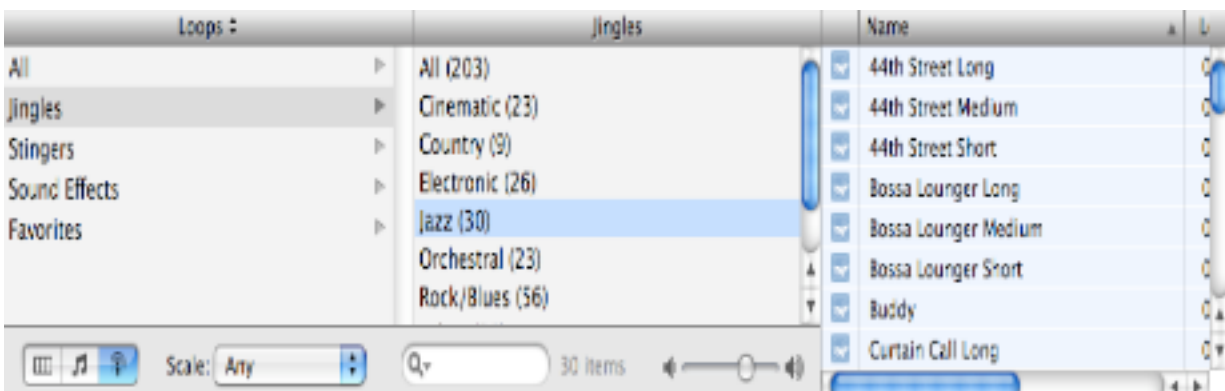 Loops
All
Jingles
Stingers
Sound Effects
Favorites
Jingles
All (203)
Cinematic (23)
Country (9)
Electronic (26)
Jazz (30)
Orchestral (23)
Rock/Blues (56)
Name
44th Street Long
44th Street Medium
44th Street Short
Bossa Lounger Long
Bossa Lounger Medium
Bossa Lounger Short
Buddy
Curtain Call Long
Scale: Any
30 items